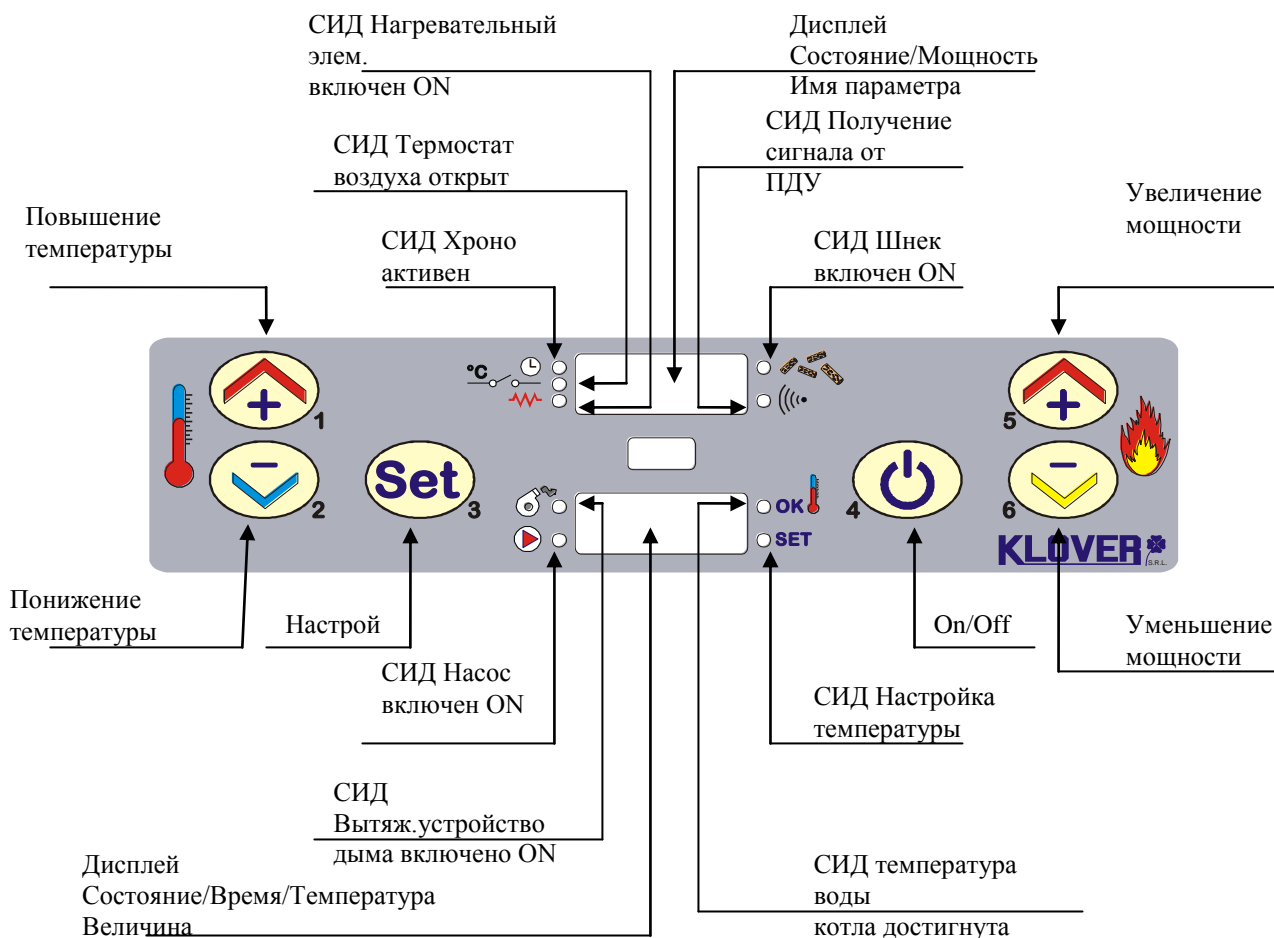 СИД Нагревательный
элем.
включен ON
Дисплей
Состояние/Мощность
Имя параметра
СИД Термостат
воздуха открыт
СИД Получение
сигнала от
ПДУ
Увеличение
мощности
Повышение
температуры
СИД Хроно
активен
СИД Шнек
включен ON
°C
+
1
+
5
−
2
Set
3
OK
SET
4
−
6
KLOVER
S.R.L.
Понижение
температуры
Настрой
On/Off
Уменьшение
мощности
СИД Насос
включен ON
СИД Настройка
температуры
СИД
Вытяж.устройство
дыма включено ON
Дисплей
Состояние/Время/Температура
Величина
СИД температура
воды
котла достигнута